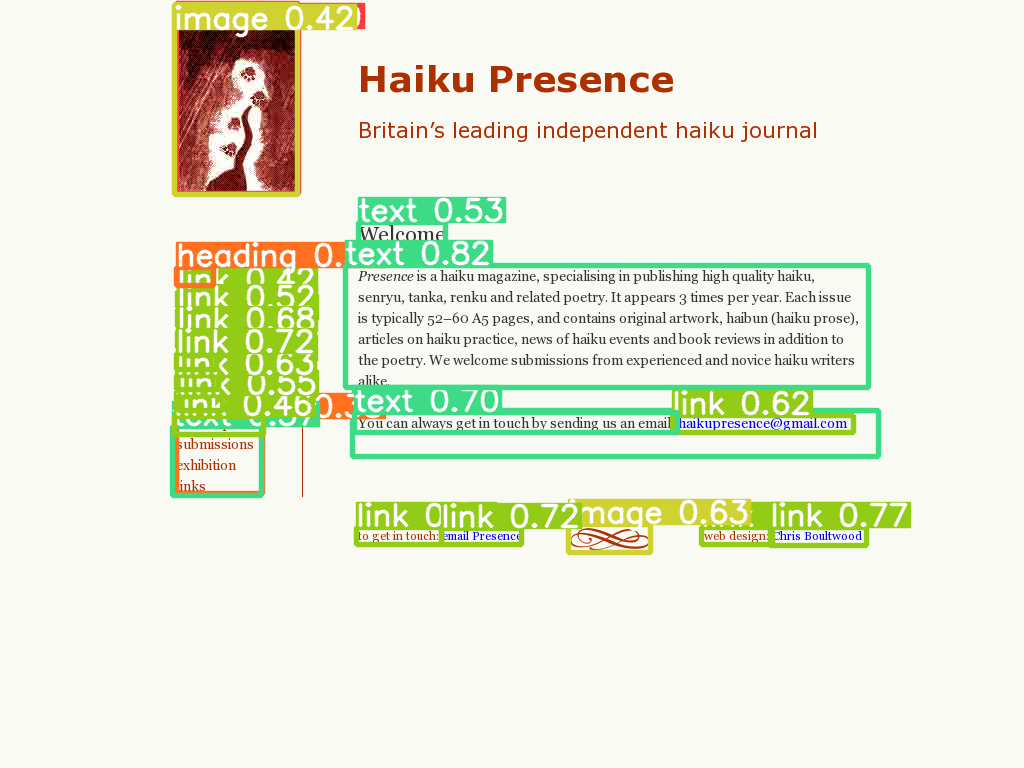 image 0.42
Haiku Presence
Britain's leading independent haiku journal
text 0.53
Welcome
heading 0.
text 0.82
link 0.42
link 0.52
link 0.68
link 0.72
link 0.63
link 0.55
link 0.46
Presence is a haiku magazine, specialising in publishing high quality haiku,
senryu, tanka, renku and related poetry. It appears 3 times per year. Each issue
is typically 52–60 A5 pages, and contains original artwork, haibun (haiku prose),
articles on haiku practice, news of haiku events and book reviews in addition to
the poetry. We welcome submissions from experienced and novice haiku writers
alike.
text 0.70
link 0.62
You can always get in touch by sending us an email haikupresence@gmail.com
submissions
exhibition
links
link 0
link 0.72
image 0.63
link 0.77
to get in touch: email Presence
web design: Chris Boultwood